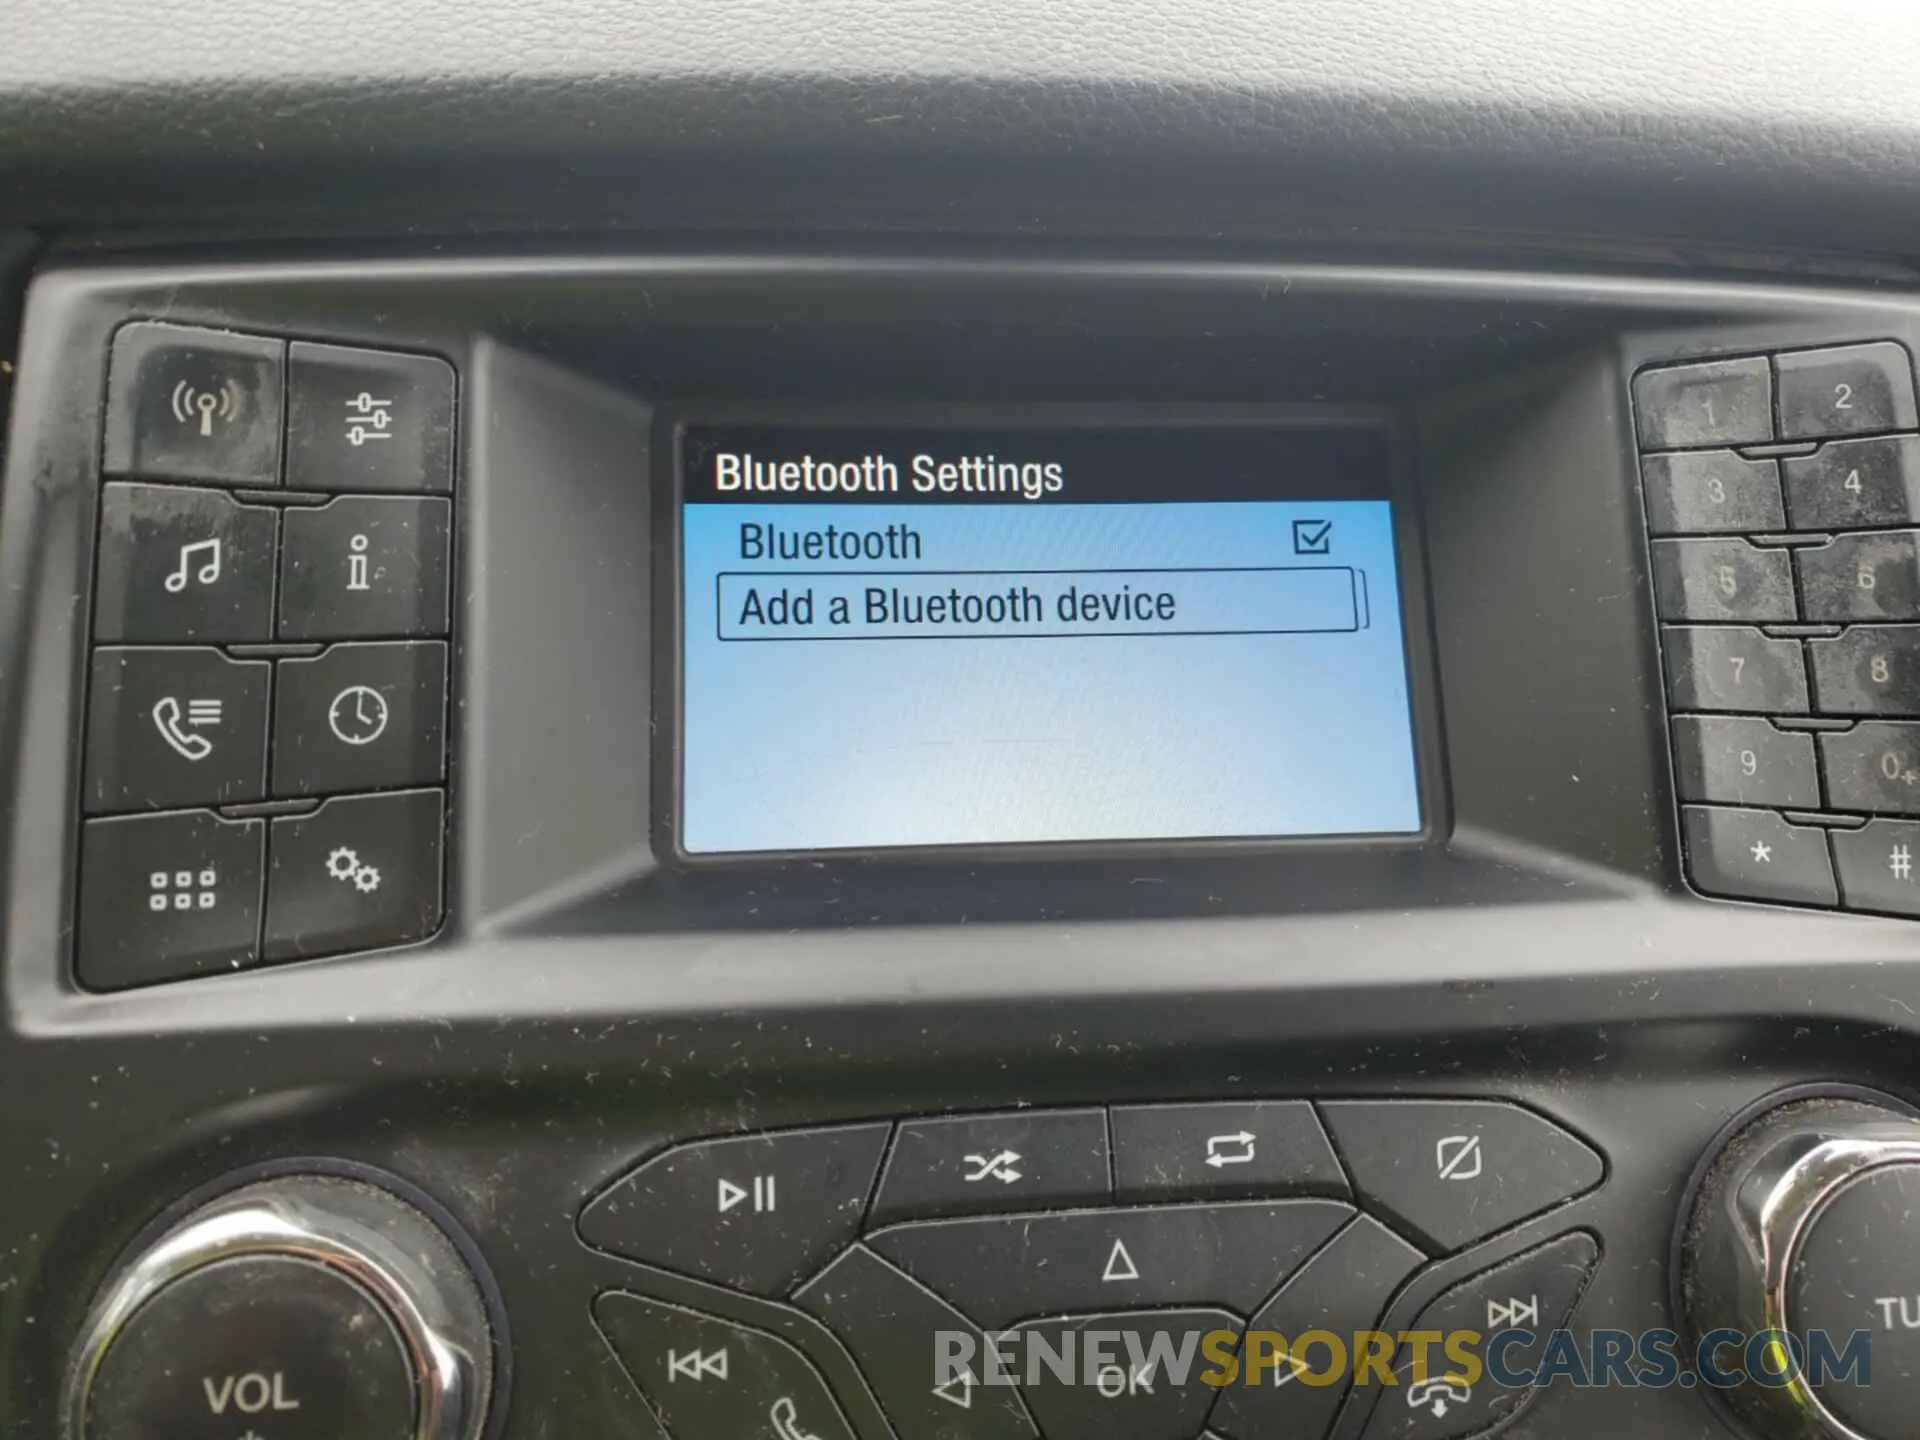 Bluetooth Settings
Bluetooth
Add a Bluetooth device
1 2
3 4
5 6
7 8
9 0+
* #
VOL
OK
RENEWSPORTSCARS.COM